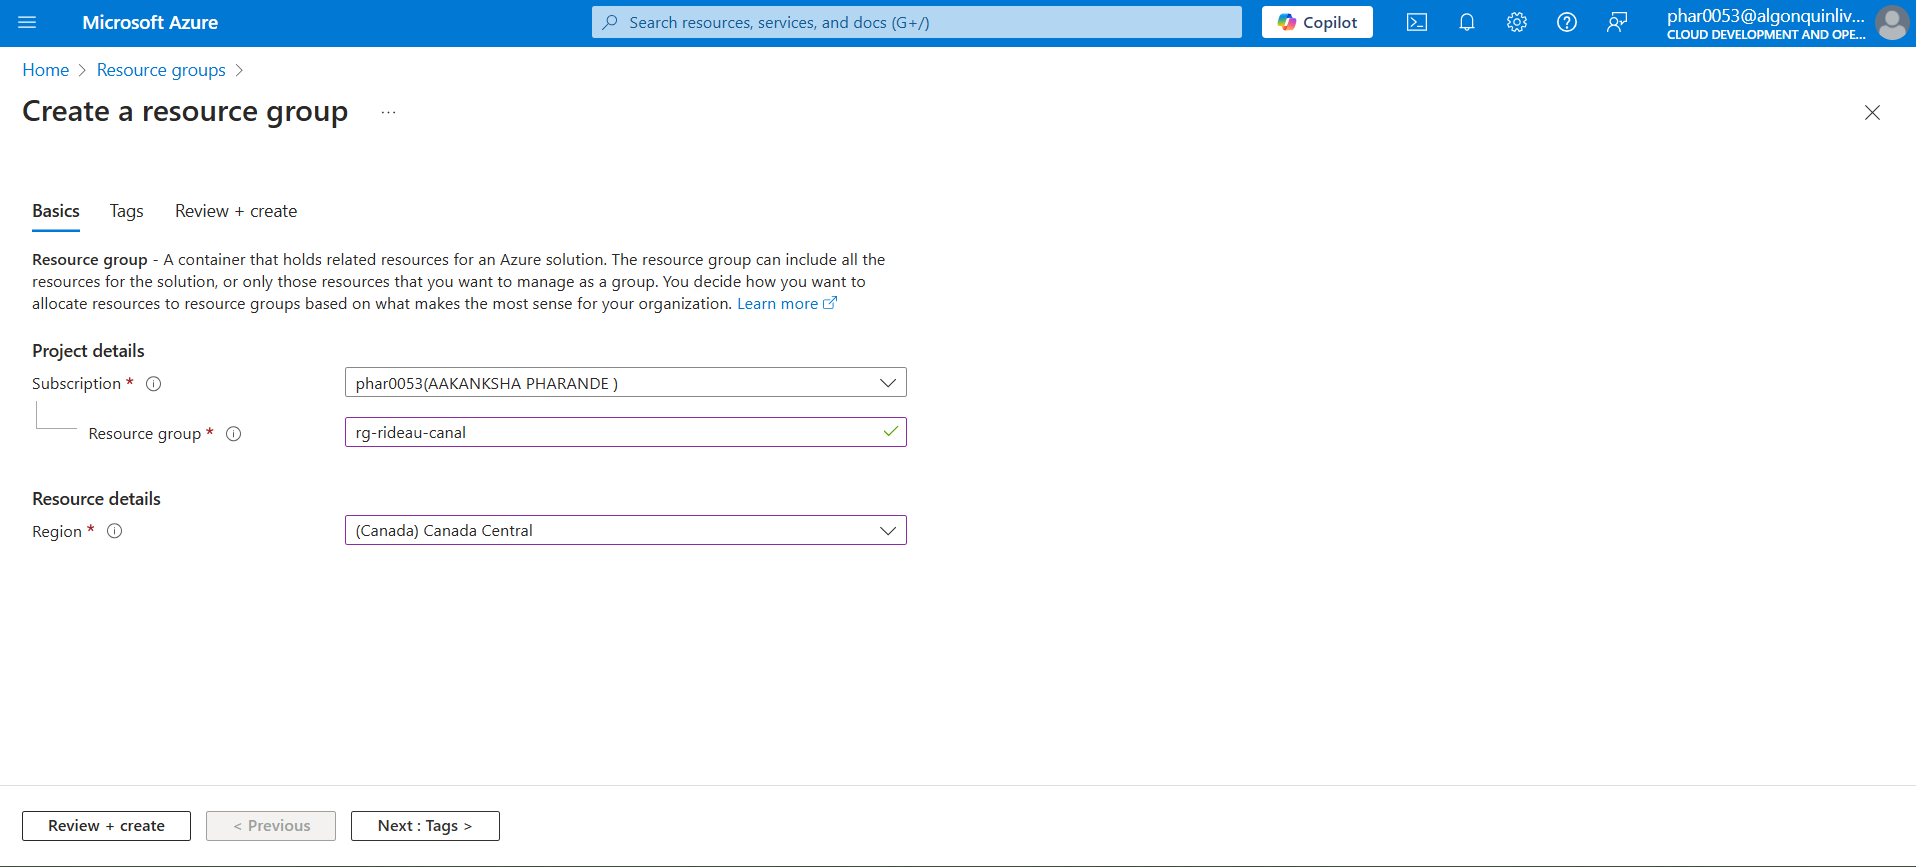 Microsoft Azure
Search resources, services, and docs (G+/)
Copilot
phar0053@algonquinliv...
CLOUD DEVELOPMENT AND OPE...
Home > Resource groups >
Create a resource group ...
Basics Tags Review + create
Resource group - A container that holds related resources for an Azure solution. The resource group can include all the
resources for the solution, or only those resources that you want to manage as a group. You decide how you want to
allocate resources to resource groups based on what makes the most sense for your organization. Learn more
Project details
Subscription * phar0053(AAKANKSHA PHARANDE )
Resource group * rg-rideau-canal
Resource details
Region * (Canada) Canada Central
Review + create < Previous Next : Tags >